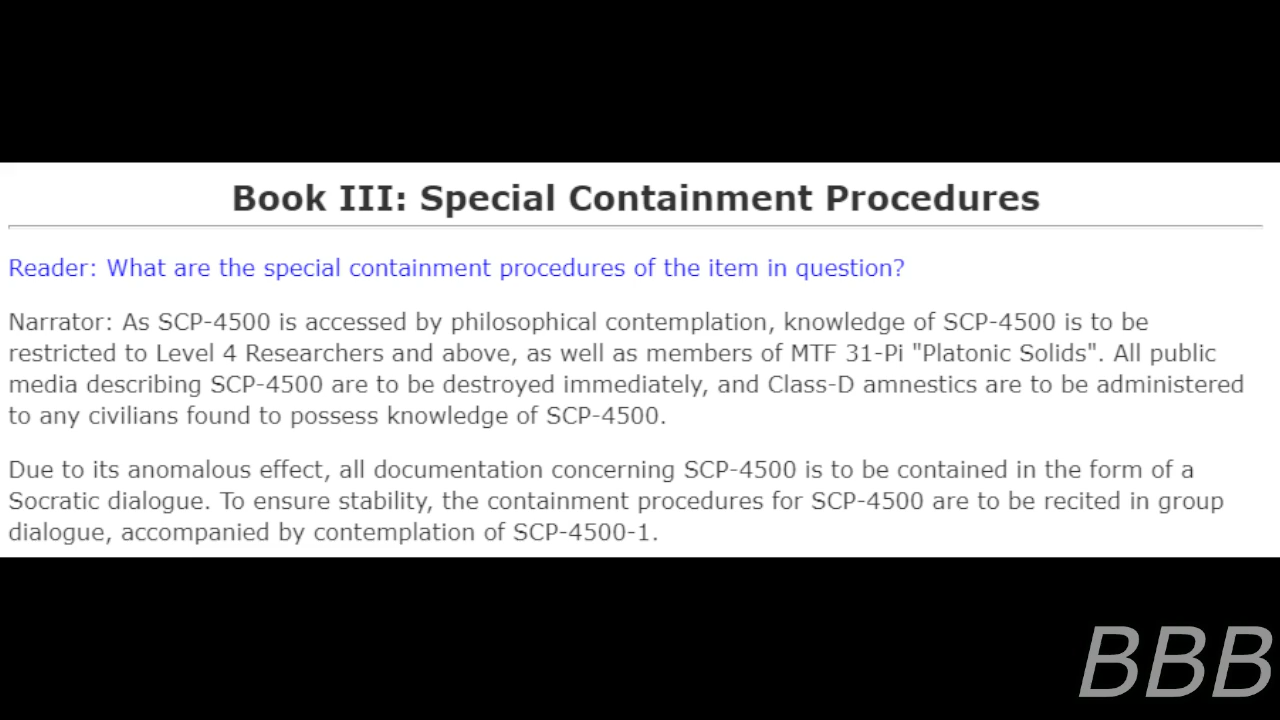 Book III: Special Containment Procedures
Reader: What are the special containment procedures of the item in question?
Narrator: As SCP-4500 is accessed by philosophical contemplation, knowledge of SCP-4500 is to be
restricted to Level 4 Researchers and above, as well as members of MTF 31-Pi "Platonic Solids". All public
media describing SCP-4500 are to be destroyed immediately, and Class-D amnestics are to be administered
to any civilians found to possess knowledge of SCP-4500.
Due to its anomalous effect, all documentation concerning SCP-4500 is to be contained in the form of a
Socratic dialogue. To ensure stability, the containment procedures for SCP-4500 are to be recited in group
dialogue, accompanied by contemplation of SCP-4500-1.
BBB